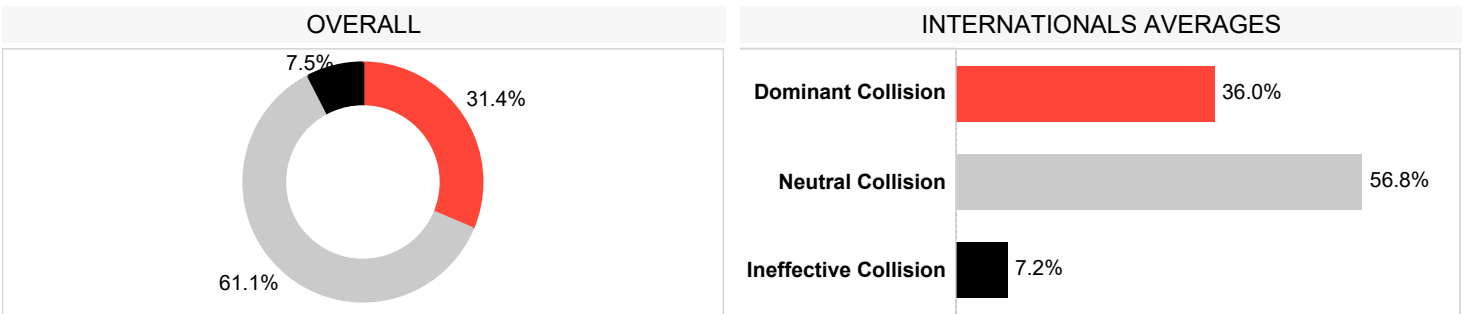 OVERALL
7.5%
31.4%
61.1%
INTERNATIONALS AVERAGES
Dominant Collision 36.0%
Neutral Collision 56.8%
Ineffective Collision 7.2%